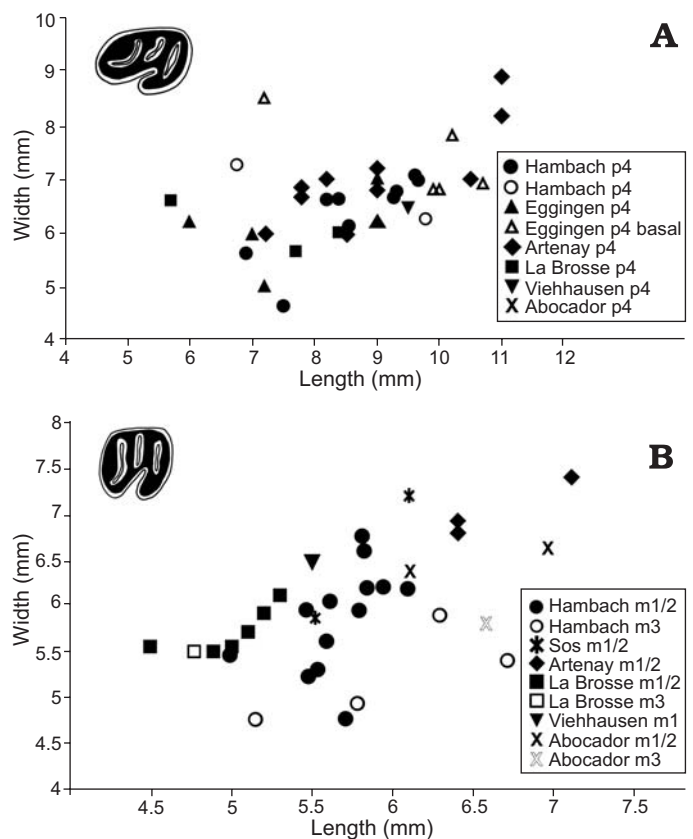 A
10
9
8
7
6
5
4
Width (mm)
4 5 6 7 8 9 10 11 12
Length (mm)
Hambach p4
Hambach p4
Eggingen p4
Eggingen p4 basal
Artenay p4
La Brosse p4
Viehhausen p4
Abocador p4
B
8
7.5
7
6.5
6
5.5
5
4.5
4
Width (mm)
4.5 5 5.5 6 6.5 7 7.5
Length (mm)
Hambach m1/2
Hambach m3
Sos m1/2
Artenay m1/2
La Brosse m1/2
La Brosse m3
Viehhausen m1
Abocador m1/2
Abocador m3